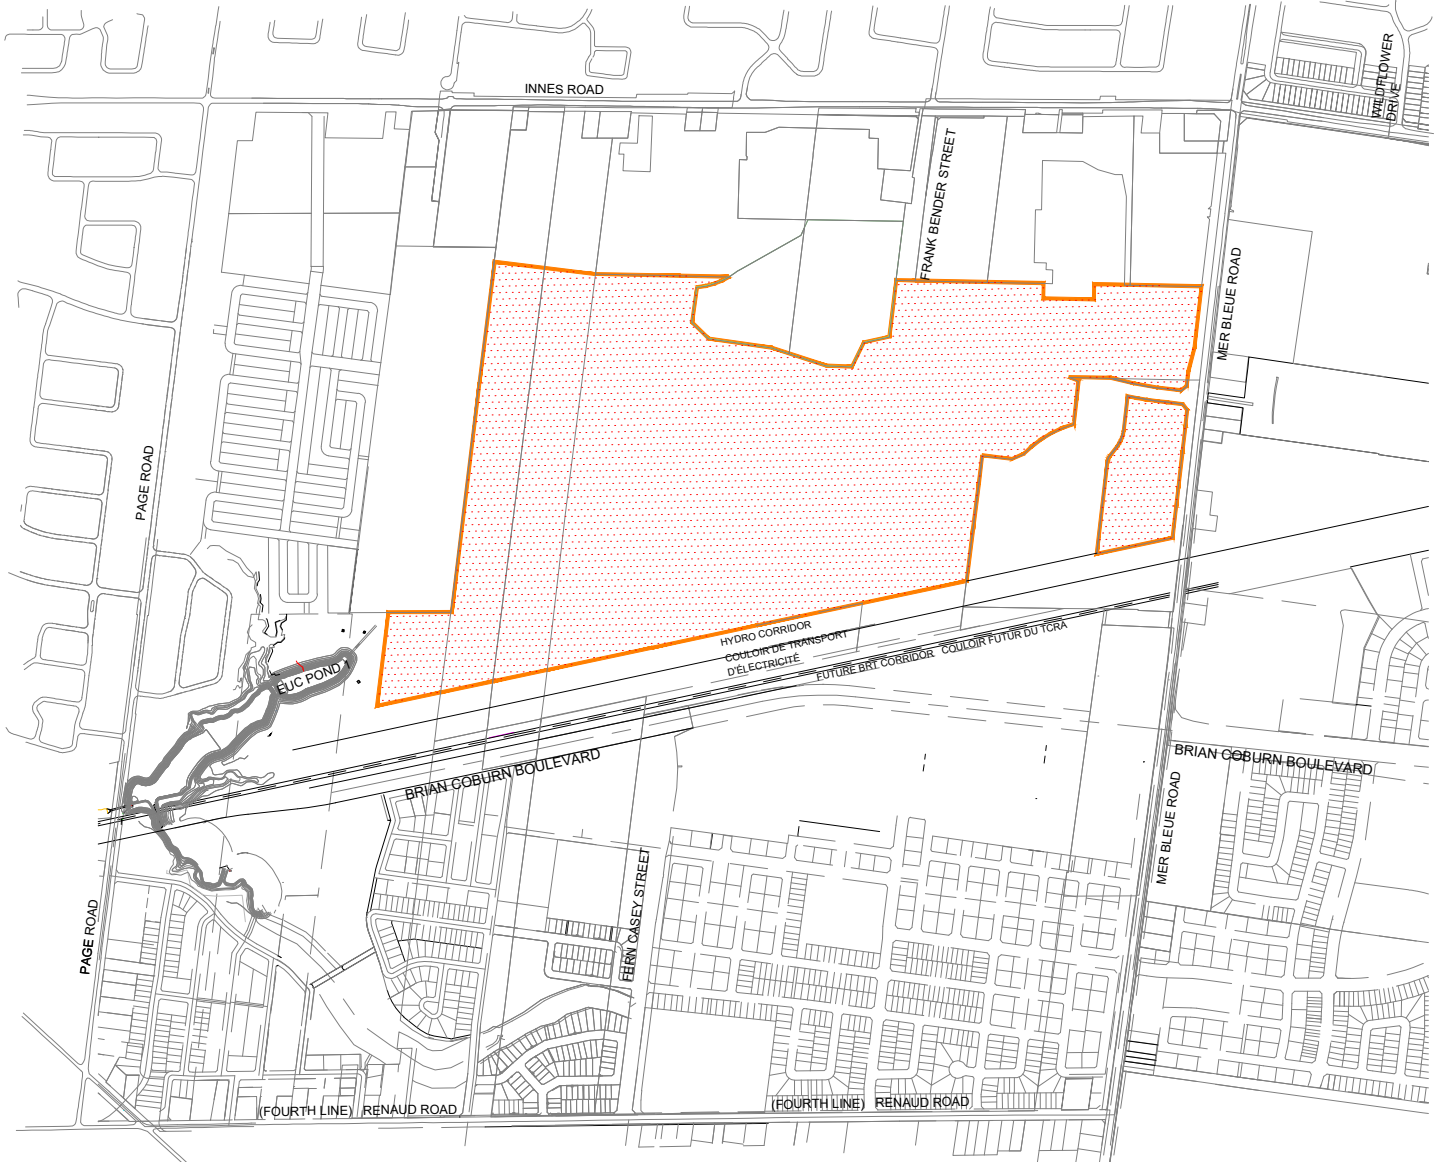 INNES ROAD
WILDFLOWER
DRIVE
FRANK BENDER STREET
MER BLEUE ROAD
PAGE ROAD
HYDRO CORRIDOR
COULOIR DE TRANSPORT
D'ÉLECTRICITÉ
FUTURE BRT CORRIDOR COULOIR FUTUR DU TCRA
EUC POND 1
BRIAN COBURN BOULEVARD
BRIAN COBURN BOULEVARD
MER BLEUE ROAD
FERN CASEY STREET
PAGE ROAD
(FOURTH LINE) RENAUD ROAD
(FOURTH LINE) RENAUD ROAD